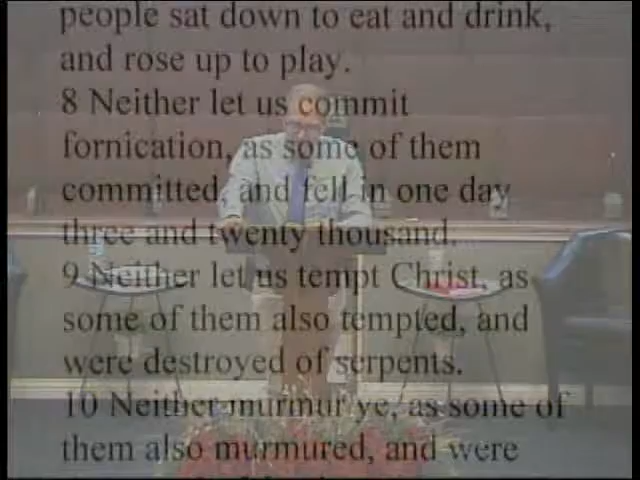 people sat down to eat and drink,
and rose up to play.
8 Neither let us commit
fornication, as some of them
committed, and fell in one day
three and twenty thousand.
9 Neither let us tempt Christ, as
some of them also tempted, and
were destroyed of serpents.
10 Neither murmur ye, as some of
them also murmured, and were